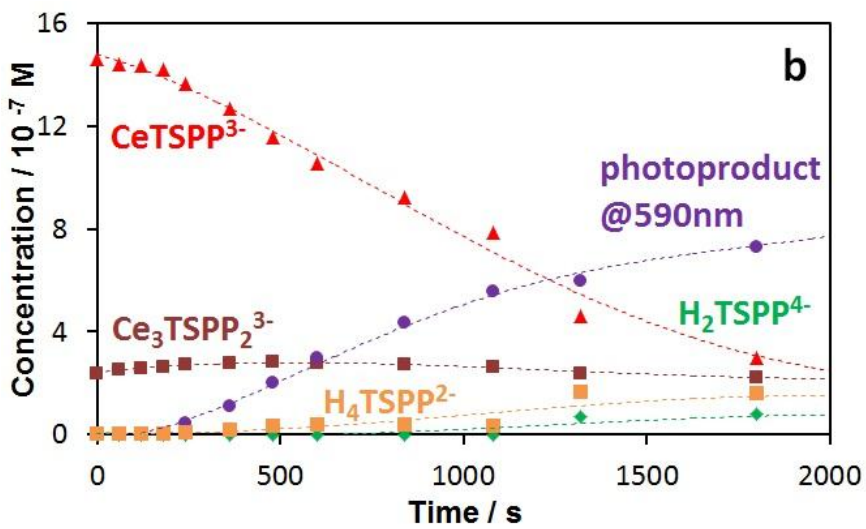 16
12
8
4
0
Concentration / 10⁻⁷ M
b
CeTSPP³⁻
photoproduct
@590nm
Ce₃TSPP₂³⁻
H₂TSPP⁴⁻
H₄TSPP²⁻
0 500 1000 1500 2000
Time / s